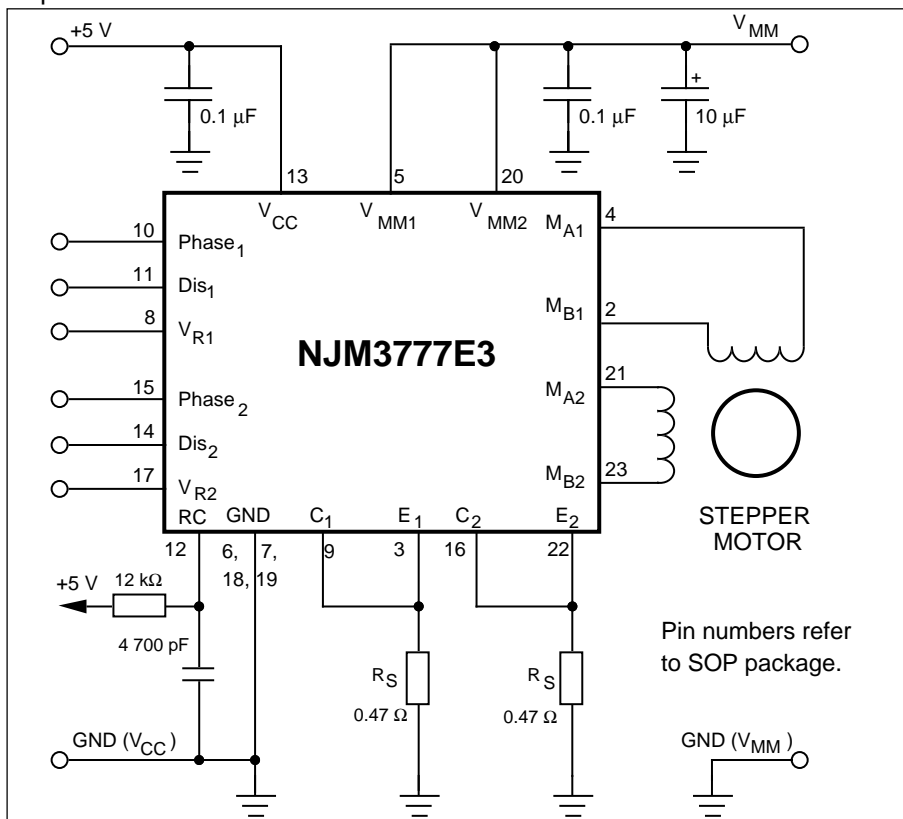 +5 V
V MM
0.1 µF
0.1 µF
+
10 µF
13
5
20
V CC
V MM1
V MM2
M A1
4
10
Phase 1
11
Dis 1
8
V R1
M B1
2
NJM3777E3
M A2
21
15
Phase 2
14
Dis 2
17
V R2
M B2
23
STEPPER
MOTOR
RC
GND
C 1
E 1
C 2
E 2
12
6, 7,
18, 19
9
3
16
22
+5 V
12 kΩ
4 700 pF
R S
0.47 Ω
R S
0.47 Ω
Pin numbers refer
to SOP package.
GND (V CC )
GND (V MM )